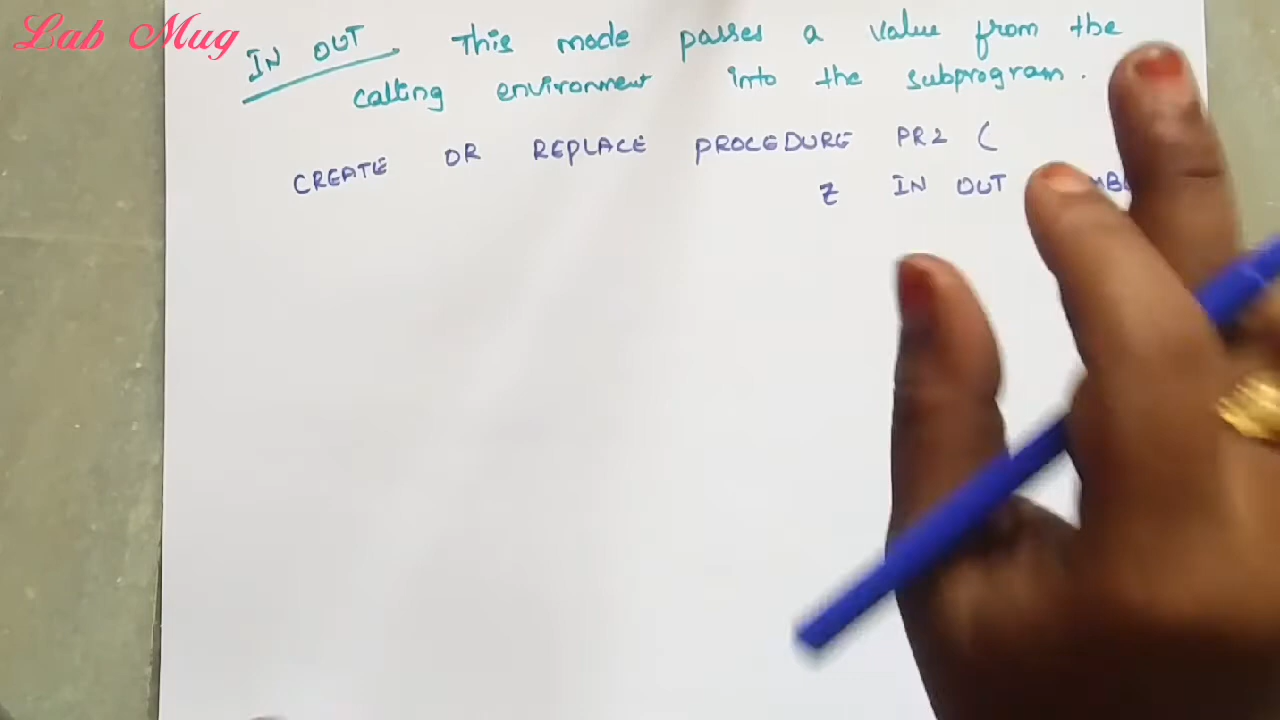 Lab Mug
IN OUT This mode passes a value from the
calling environment into the subprogram.
CREATE OR REPLACE PROCEDURE PR2 (
Z IN OUT